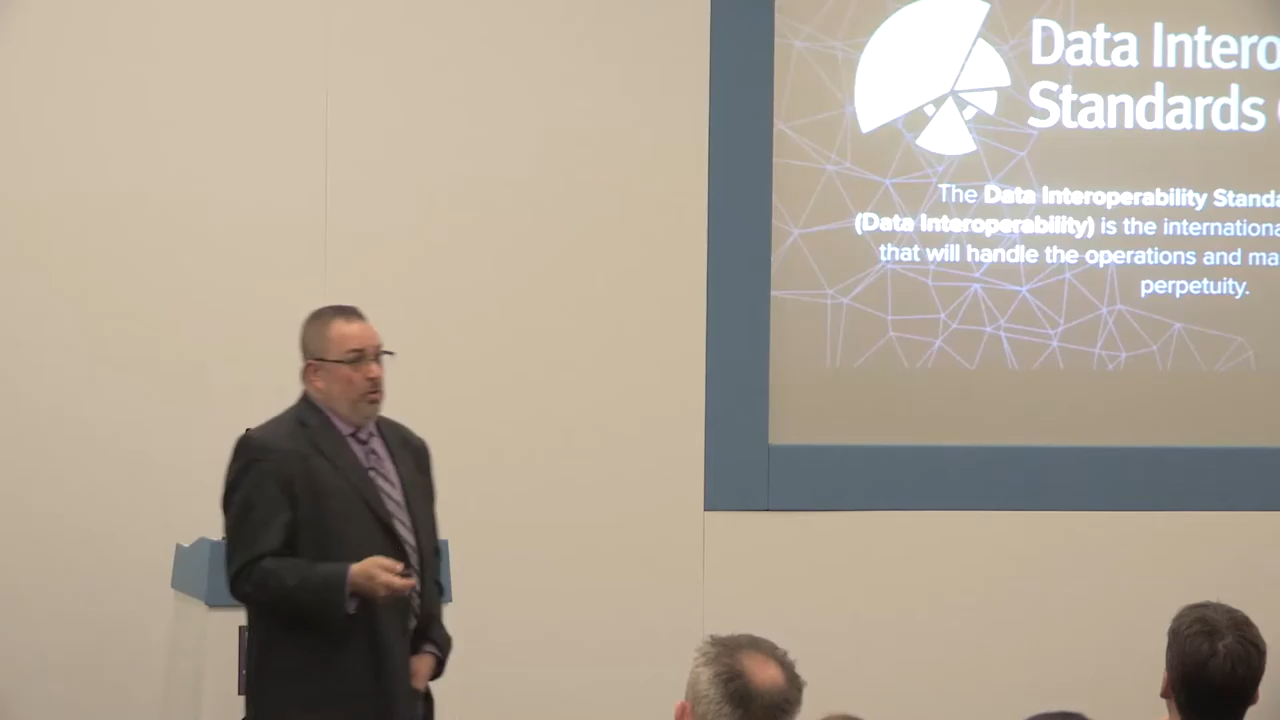 Data Intero
Standards
The Data Interoperability Standa
(Data Interoperability) is the internationa
that will handle the operations and ma
perpetuity.